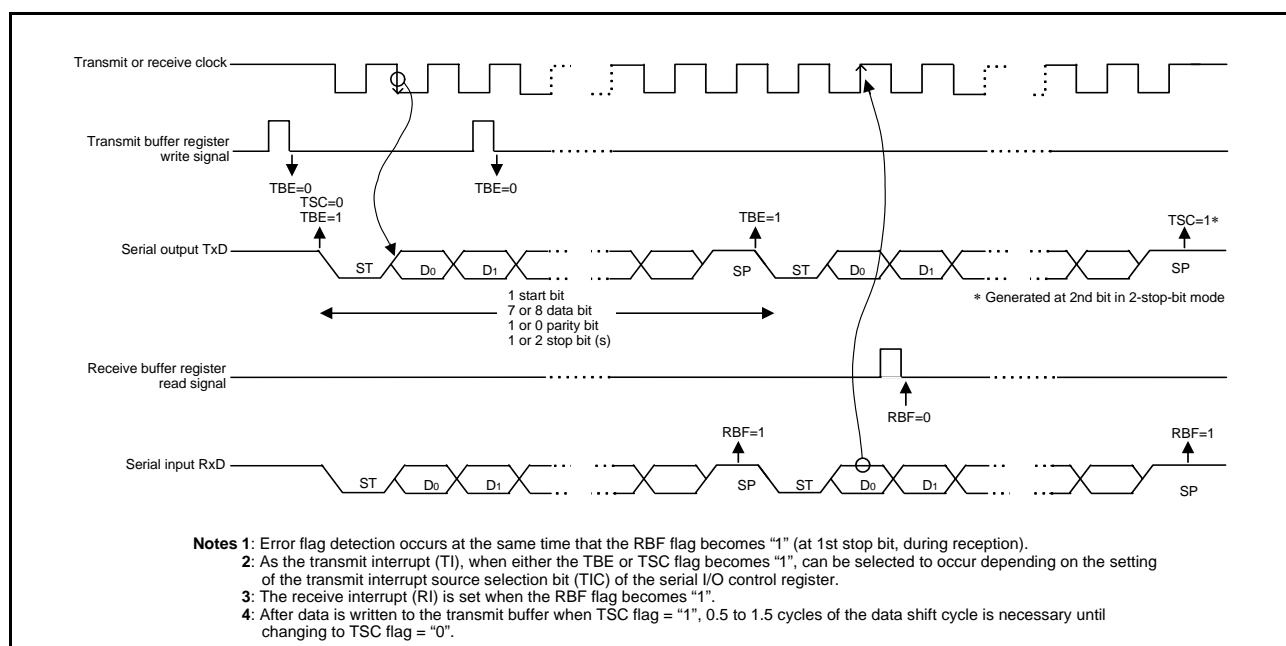 Transmit or receive clock
Transmit buffer register
write signal
TBE=0
TSC=0
TBE=1
TBE=0
TBE=1
TSC=1*
Serial output TxD
ST D0 D1 SP ST D0 D1 SP
1 start bit
7 or 8 data bit
1 or 0 parity bit
1 or 2 stop bit (s)
* Generated at 2nd bit in 2-stop-bit mode
Receive buffer register
read signal
RBF=0
RBF=1
RBF=1
Serial input RxD
ST D0 D1 SP ST D0 D1 SP
Notes 1: Error flag detection occurs at the same time that the RBF flag becomes “1” (at 1st stop bit, during reception).
2: As the transmit interrupt (TI), when either the TBE or TSC flag becomes “1”, can be selected to occur depending on the setting
of the transmit interrupt source selection bit (TIC) of the serial I/O control register.
3: The receive interrupt (RI) is set when the RBF flag becomes “1”.
4: After data is written to the transmit buffer when TSC flag = “1”, 0.5 to 1.5 cycles of the data shift cycle is necessary until
changing to TSC flag = “0”.